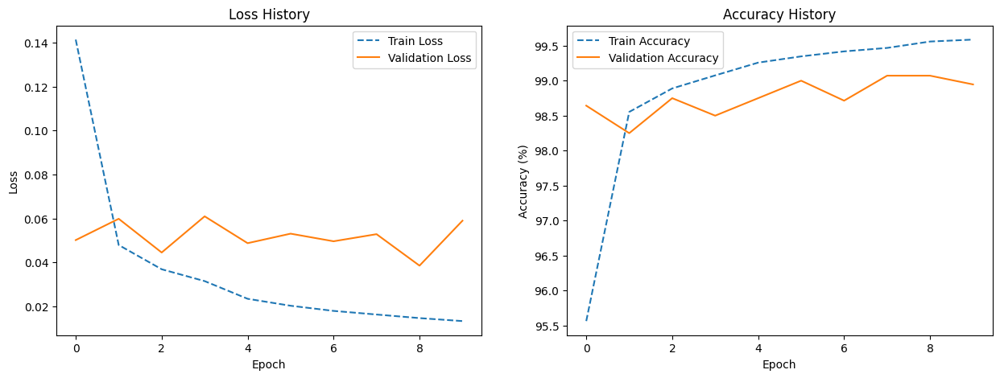 Loss History
Train Loss
Validation Loss
0.14
0.12
0.10
0.08
0.06
0.04
0.02
Loss
0 2 4 6 8
Epoch
Accuracy History
Train Accuracy
Validation Accuracy
99.5
99.0
98.5
98.0
97.5
97.0
96.5
96.0
95.5
Accuracy (%)
0 2 4 6 8
Epoch